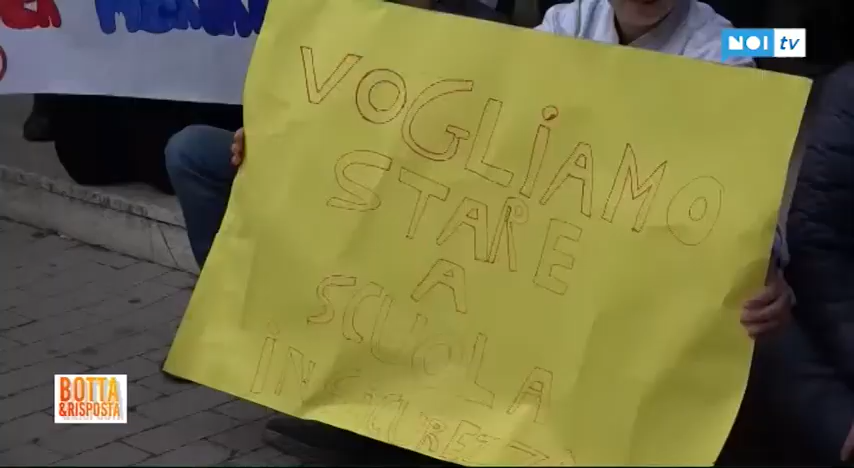 NOI tv
VOGLiAMO
STARE
A
SCUOLA
iN SICUREZZA
BOTTA
&RISPOSTA